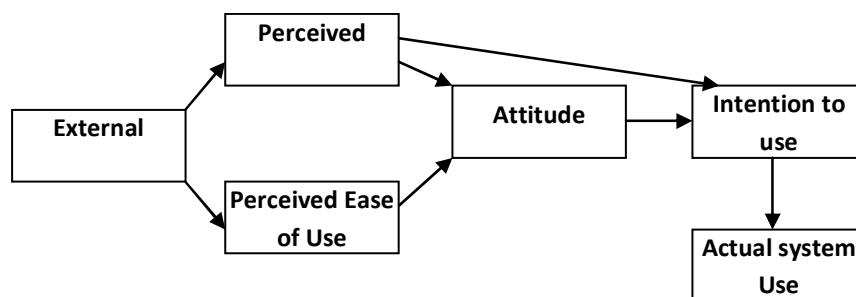 Perceived
External
Attitude
Intention to
use
Perceived Ease
of Use
Actual system
Use